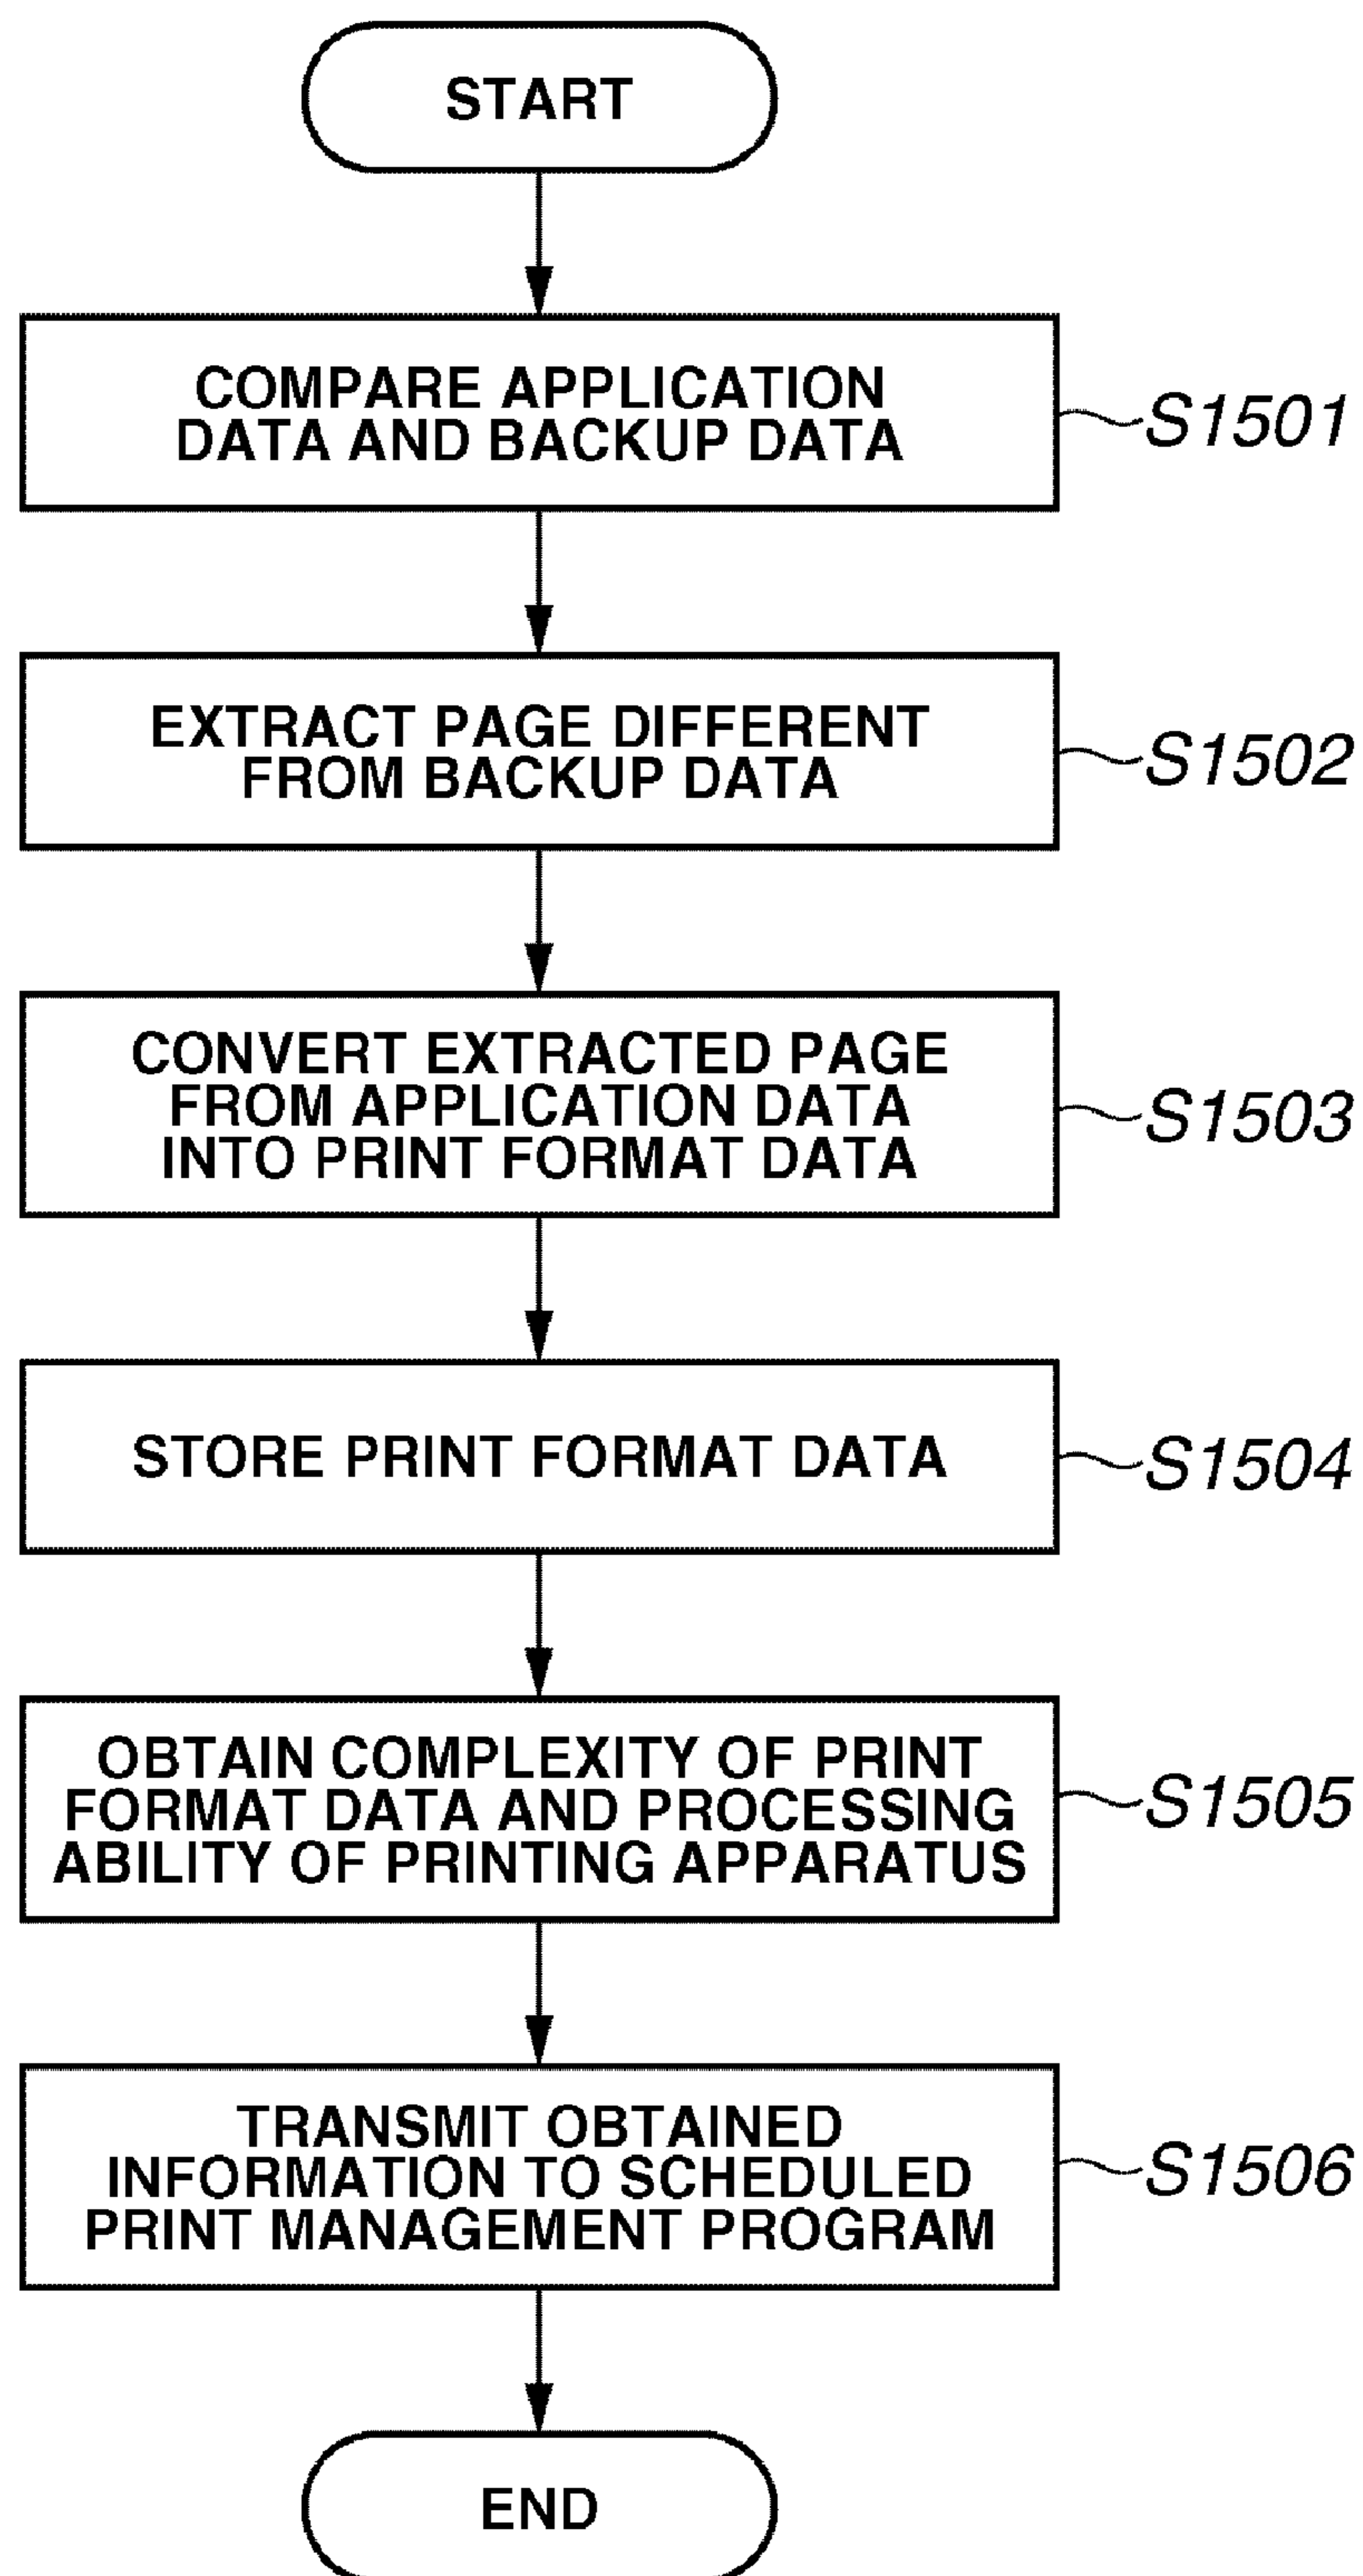 START
COMPARE APPLICATION
DATA AND BACKUP DATA
S1501
EXTRACT PAGE DIFFERENT
FROM BACKUP DATA
S1502
CONVERT EXTRACTED PAGE
FROM APPLICATION DATA
INTO PRINT FORMAT DATA
S1503
STORE PRINT FORMAT DATA
S1504
OBTAIN COMPLEXITY OF PRINT
FORMAT DATA AND PROCESSING
ABILITY OF PRINTING APPARATUS
S1505
TRANSMIT OBTAINED
INFORMATION TO SCHEDULED
PRINT MANAGEMENT PROGRAM
S1506
END